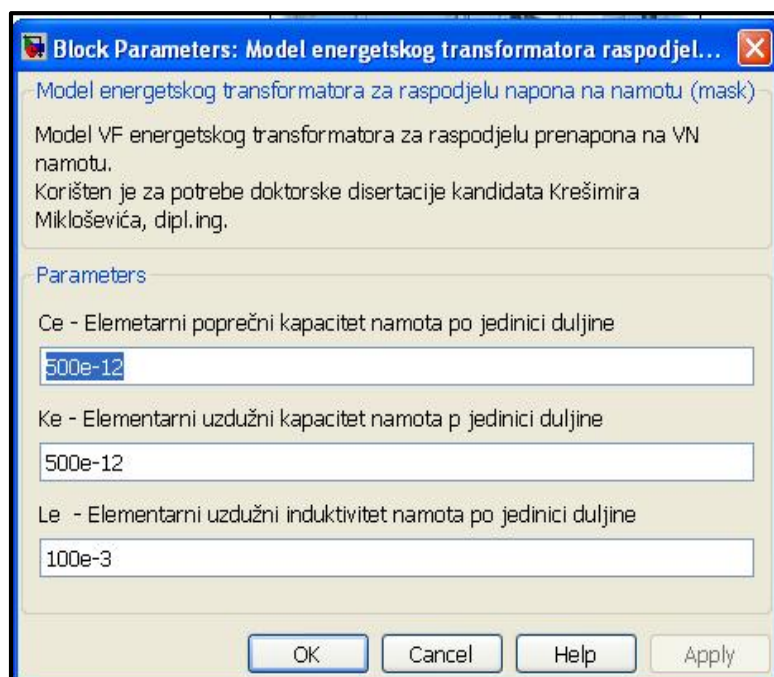 Block Parameters: Model energetskog transformatora raspodjel...
Model energetskog transformatora za raspodjelu napona na namotu (mask)
Model VF energetskog transformatora za raspodjelu prenapona na VN
namotu.
Korišten je za potrebe doktorske disertacije kandidata Krešimira
Mikloševića, dipl.ing.
Parameters
Ce - Elemetarni poprečni kapacitet namota po jedinici duljine
500e-12
Ke - Elementarni uzdužni kapacitet namota p jedinici duljine
500e-12
Le - Elementarni uzdužni induktivitet namota po jedinici duljine
100e-3
OK Cancel Help Apply